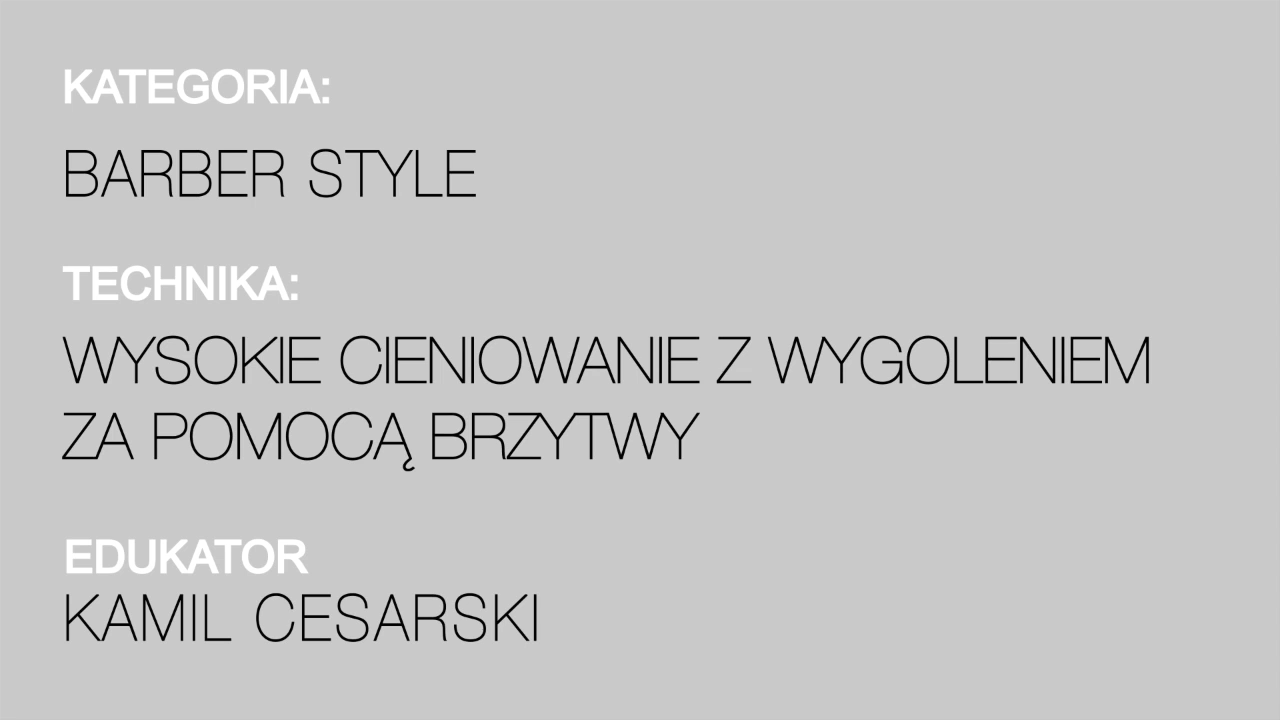 KATEGORIA:
BARBER STYLE
TECHNIKA:
WYSOKIE CIENIOWANIE Z WYGOLENIEM
ZA POMOCĄ BRZYTWY
EDUKATOR
KAMIL CESARSKI